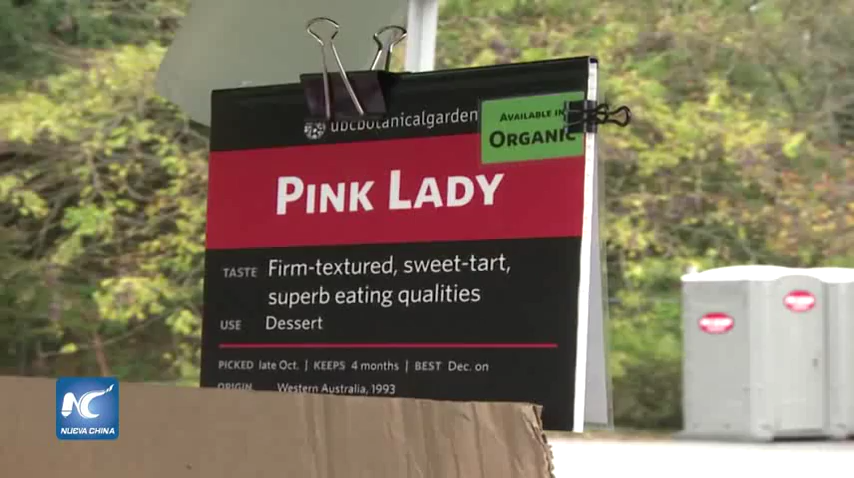 ubcbotanicalgarden
AVAILABLE IN
ORGANIC
PINK LADY
TASTE Firm-textured, sweet-tart,
superb eating qualities
USE Dessert
PICKED late Oct. | KEEPS 4 months | BEST Dec. on
ORIGIN Western Australia, 1993
NC
NUEVA CHINA